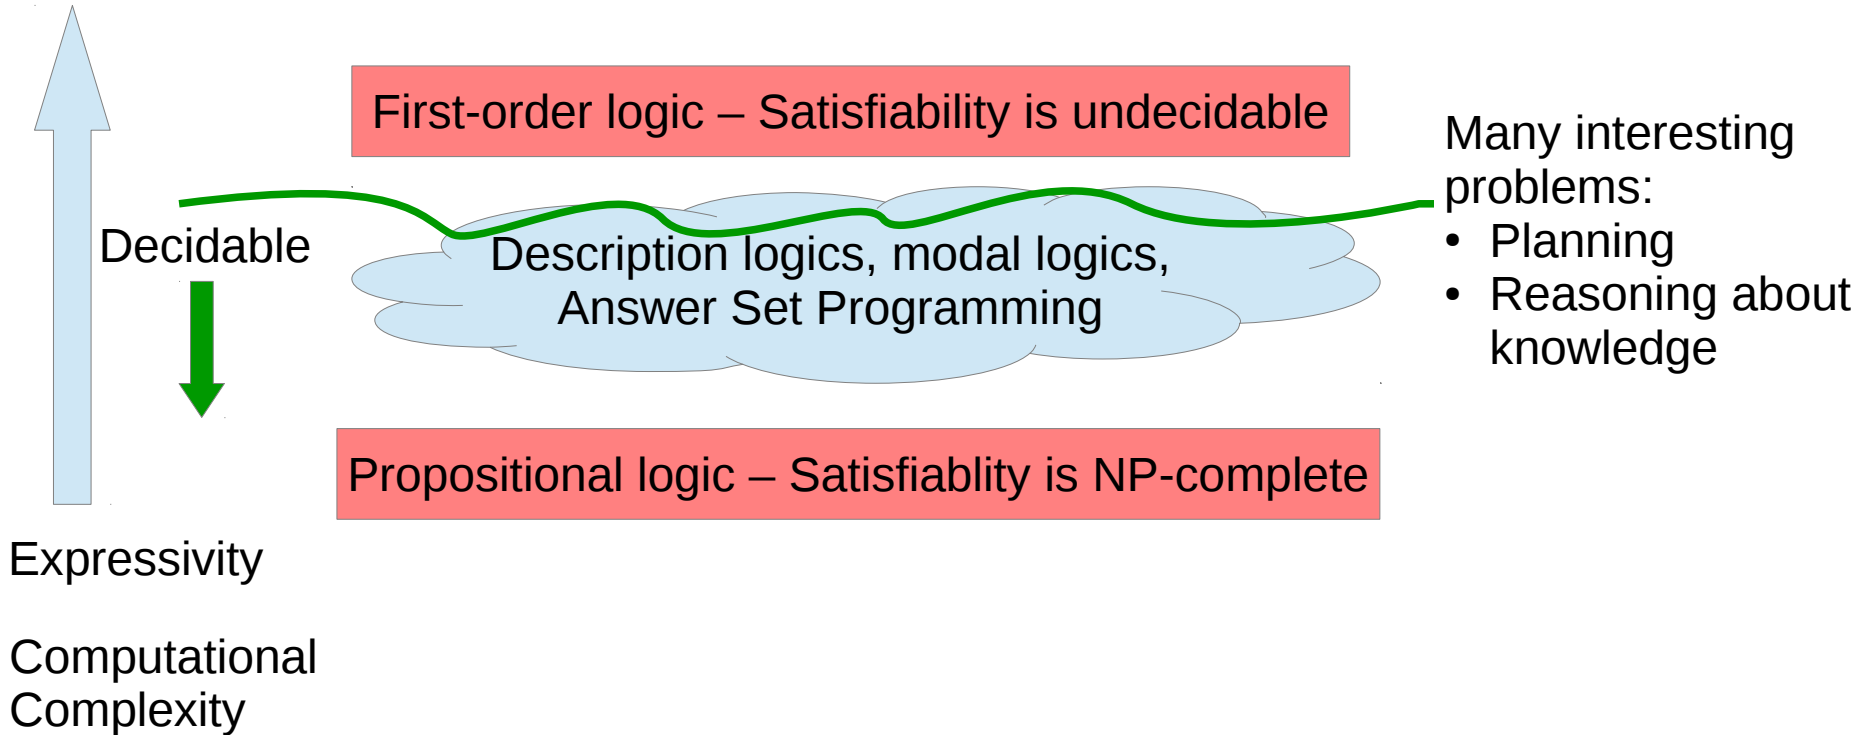 First-order logic – Satisfiability is undecidable
Many interesting
problems:
• Planning
• Reasoning about
knowledge
Decidable
Description logics, modal logics,
Answer Set Programming
Propositional logic – Satisfiablity is NP-complete
Expressivity
Computational
Complexity